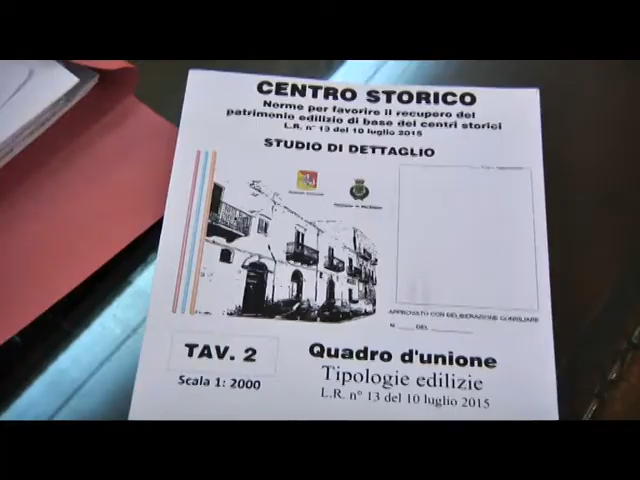 CENTRO STORICO
Norme per favorire il recupero del
patrimonio edilizio di base dei centri storici
L.R. n° 13 del 10 luglio 2015
STUDIO DI DETTAGLIO
APPROVATO CON DELIBERAZIONE CONSILIARE
N. ____ DEL ________
TAV. 2
Scala 1: 2000
Quadro d'unione
Tipologie edilizie
L.R. n° 13 del 10 luglio 2015